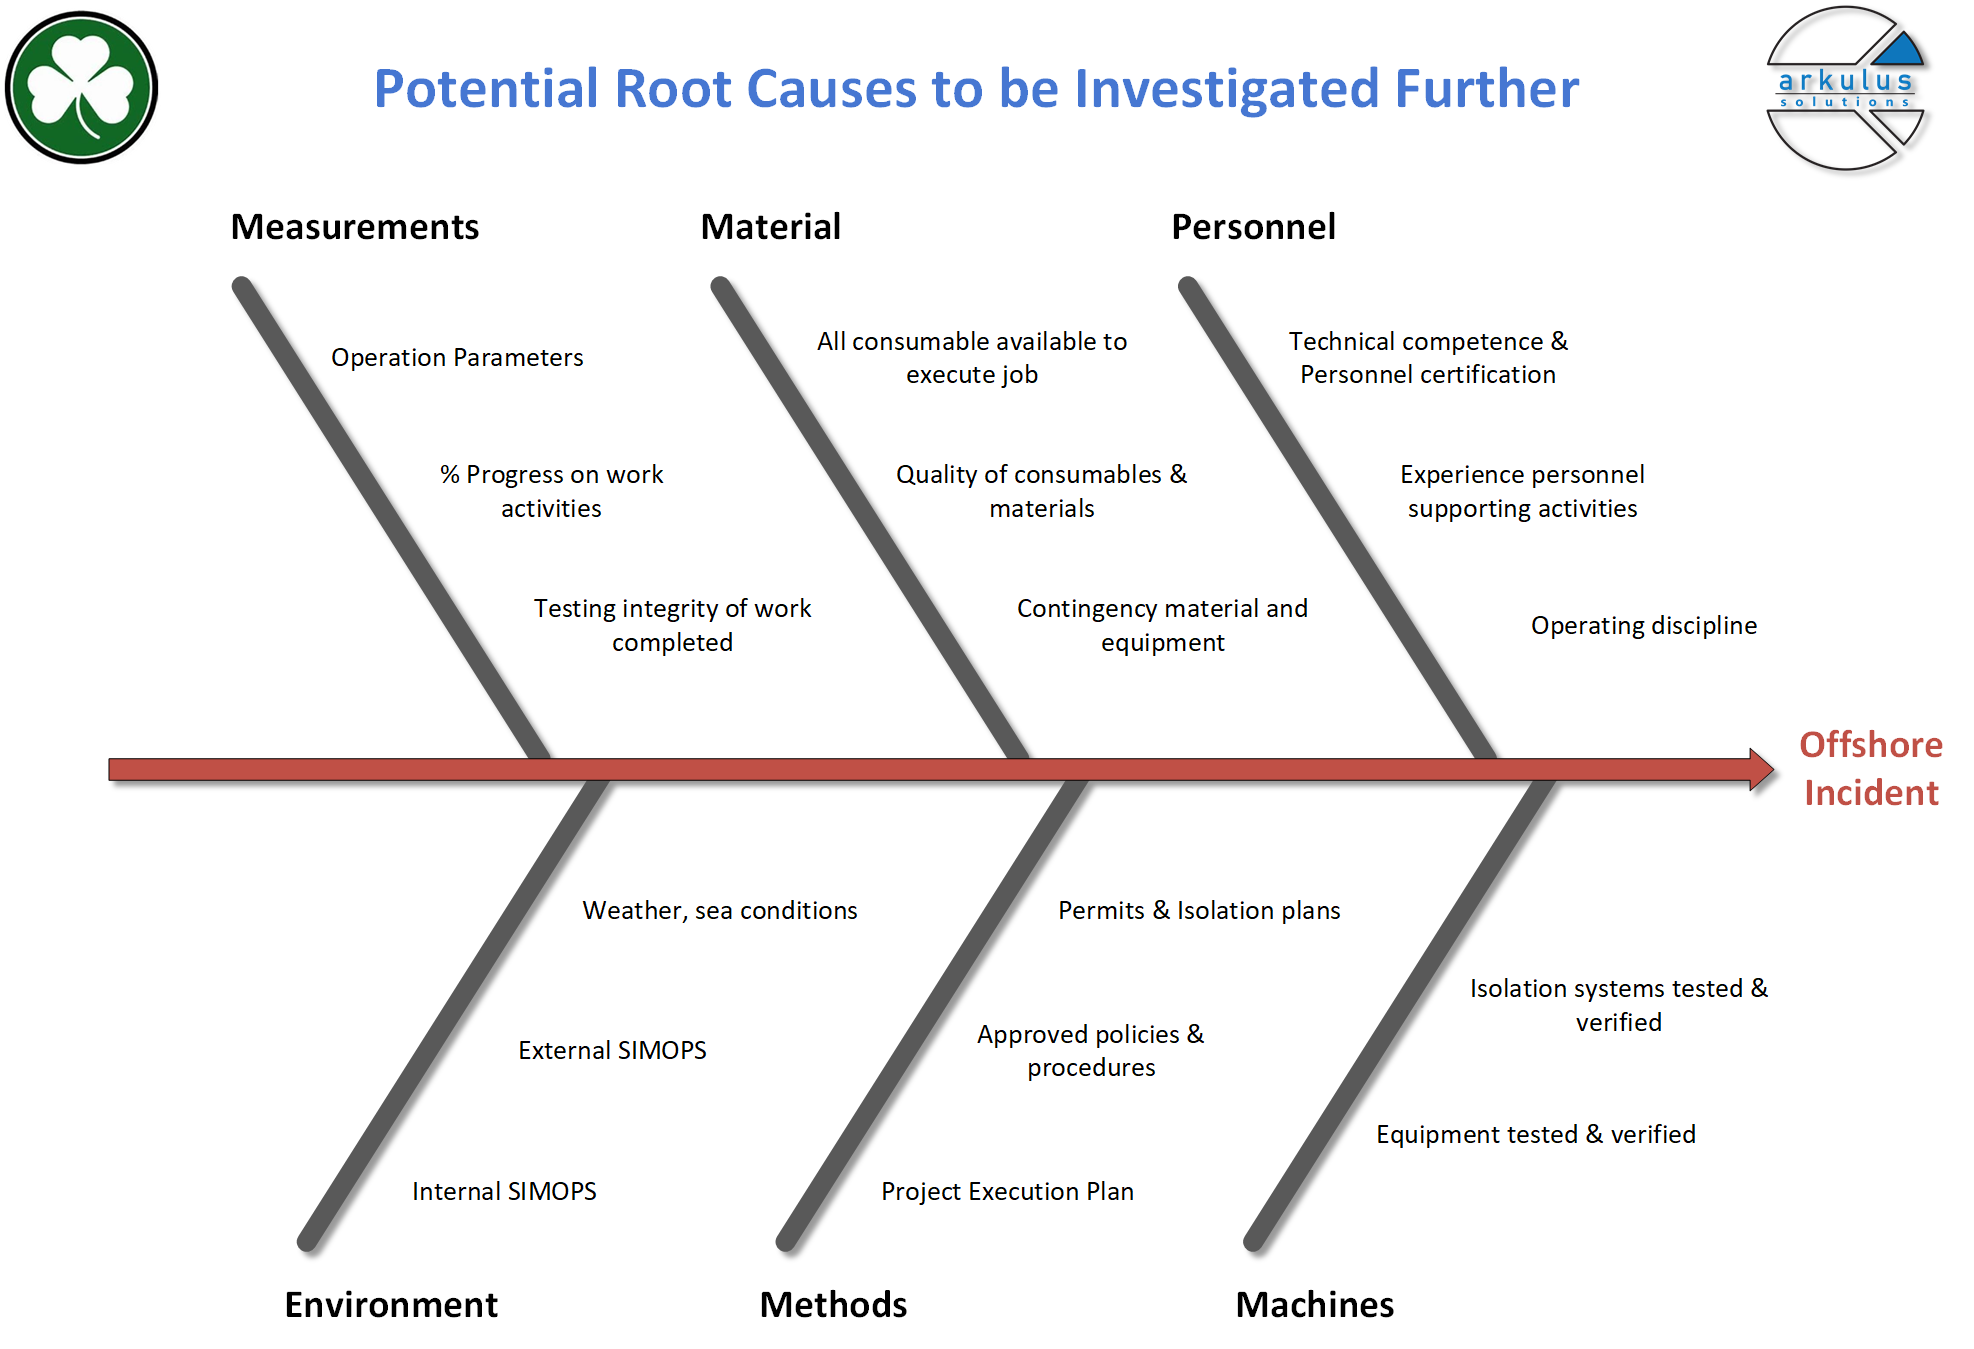 Potential Root Causes to be Investigated Further
arkulus
solutions
Measurements
Material
Personnel
Operation Parameters
All consumable available to
execute job
Technical competence &
Personnel certification
% Progress on work
activities
Quality of consumables &
materials
Experience personnel
supporting activities
Testing integrity of work
completed
Contingency material and
equipment
Operating discipline
Offshore
Incident
Weather, sea conditions
Permits & Isolation plans
Isolation systems tested &
verified
External SIMOPS
Approved policies &
procedures
Equipment tested & verified
Internal SIMOPS
Project Execution Plan
Environment
Methods
Machines